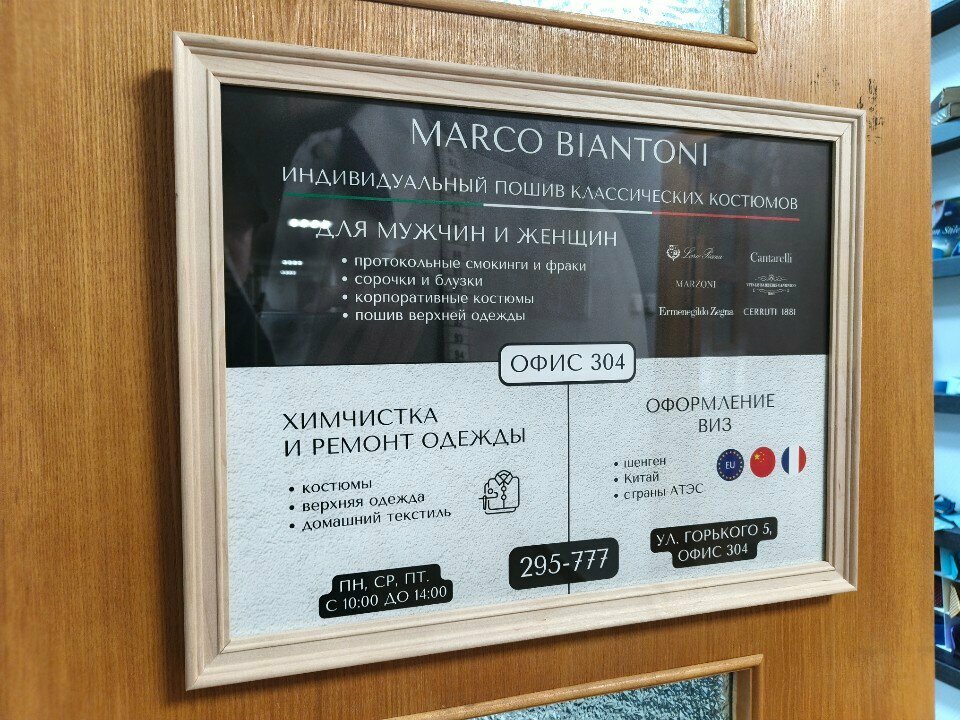 MARCO BIANTONI
ИНДИВИДУАЛЬНЫЙ ПОШИВ КЛАССИЧЕСКИХ КОСТЮМОВ
ДЛЯ МУЖЧИН И ЖЕНЩИН
• протокольные смокинги и фраки
• сорочки и блузки
• корпоративные костюмы
• пошив верхней одежды
Loro Piana
Cantarelli
MARZONI
Ermenegildo Zegna
CERRUTI 1881
ОФИС 304
ХИМЧИСТКА
И РЕМОНТ ОДЕЖДЫ
• костюмы
• верхняя одежда
• домашний текстиль
ПН, СР, ПТ.
С 10:00 ДО 14:00
295-777
ОФОРМЛЕНИЕ
ВИЗ
• шенген
• Китай
• страны АТЭС
EU
УЛ. ГОРЬКОГО 5,
ОФИС 304